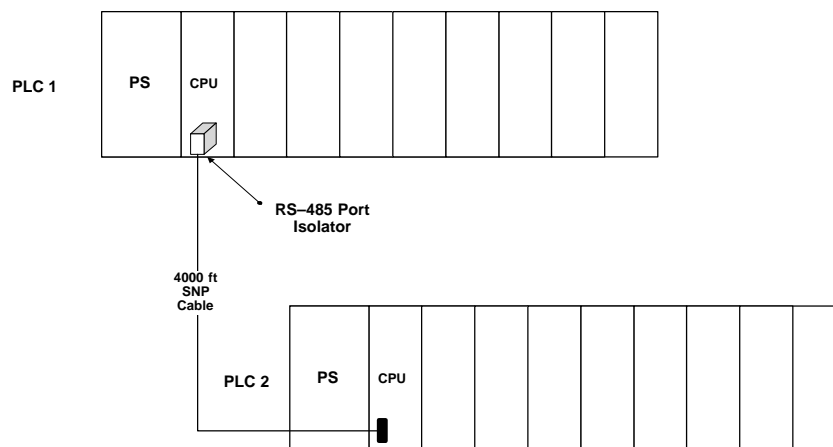 PLC 1
PS
CPU
RS–485 Port
Isolator
4000 ft
SNP
Cable
PLC 2
PS
CPU